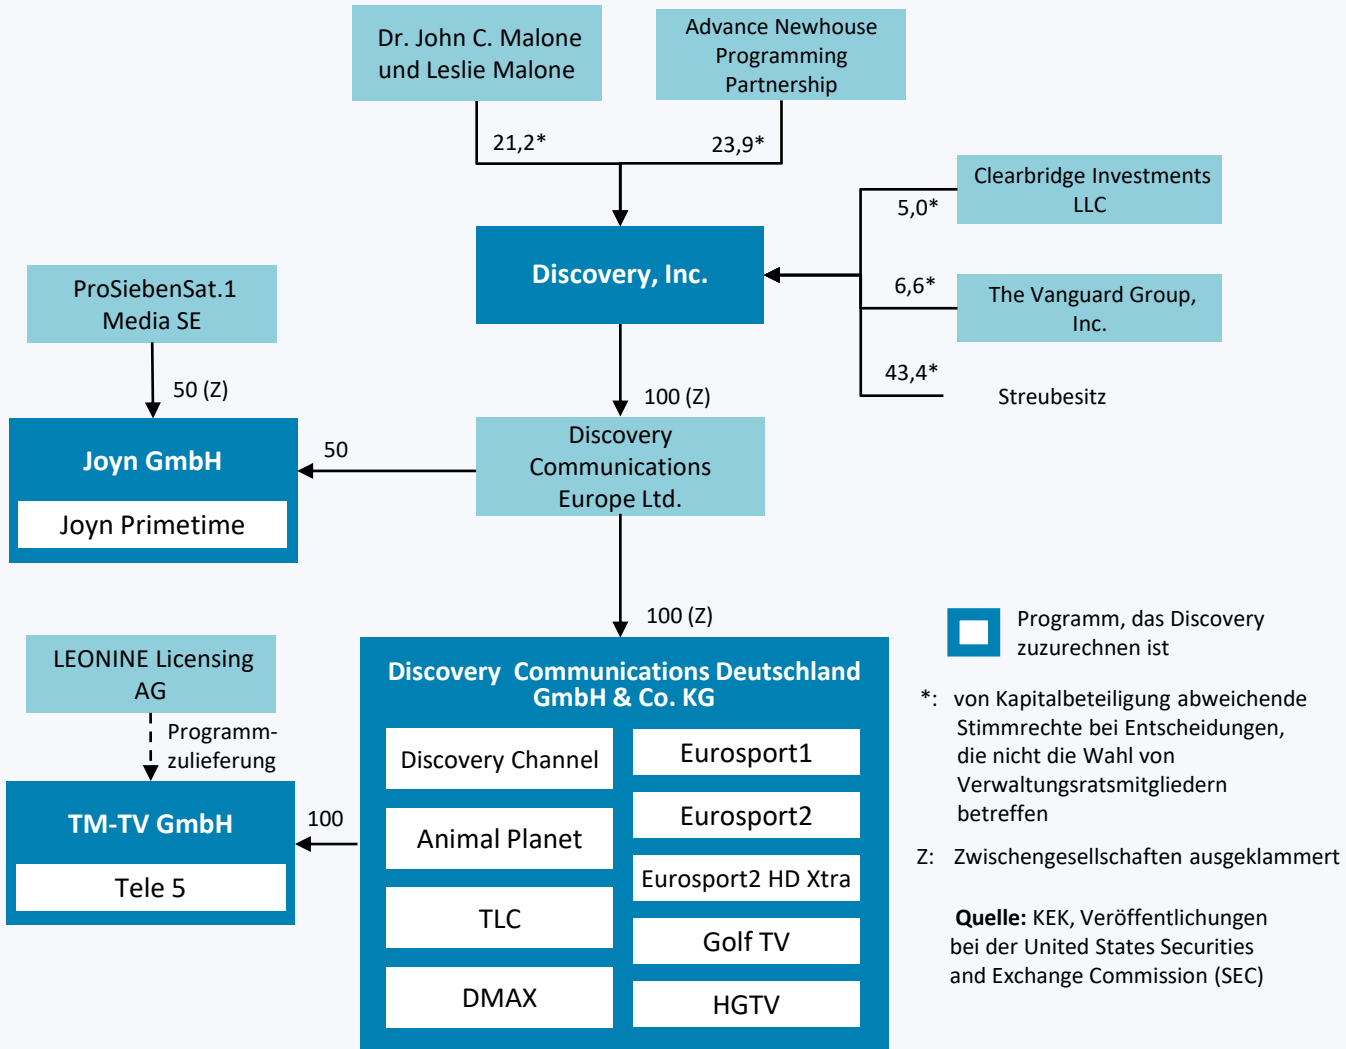 Dr. John C. Malone
und Leslie Malone
Advance Newhouse
Programming
Partnership
21,2*
23,9*
Clearbridge Investments
LLC
5,0*
Discovery, Inc.
6,6*
The Vanguard Group,
Inc.
43,4*
Streubesitz
ProSiebenSat.1
Media SE
50 (Z)
100 (Z)
Joyn GmbH
Joyn Primetime
50
Discovery
Communications
Europe Ltd.
100 (Z)
LEONINE Licensing
AG
Programm-
zulieferung
TM-TV GmbH
Tele 5
100
Discovery Communications Deutschland
GmbH & Co. KG
Discovery Channel
Animal Planet
TLC
DMAX
Eurosport1
Eurosport2
Eurosport2 HD Xtra
Golf TV
HGTV
Programm, das Discovery
zuzurechnen ist
*: von Kapitalbeteiligung abweichende
Stimmrechte bei Entscheidungen,
die nicht die Wahl von
Verwaltungsratsmitgliedern
betreffen
Z: Zwischengesellschaften ausgeklammert
Quelle: KEK, Veröffentlichungen
bei der United States Securities
and Exchange Commission (SEC)